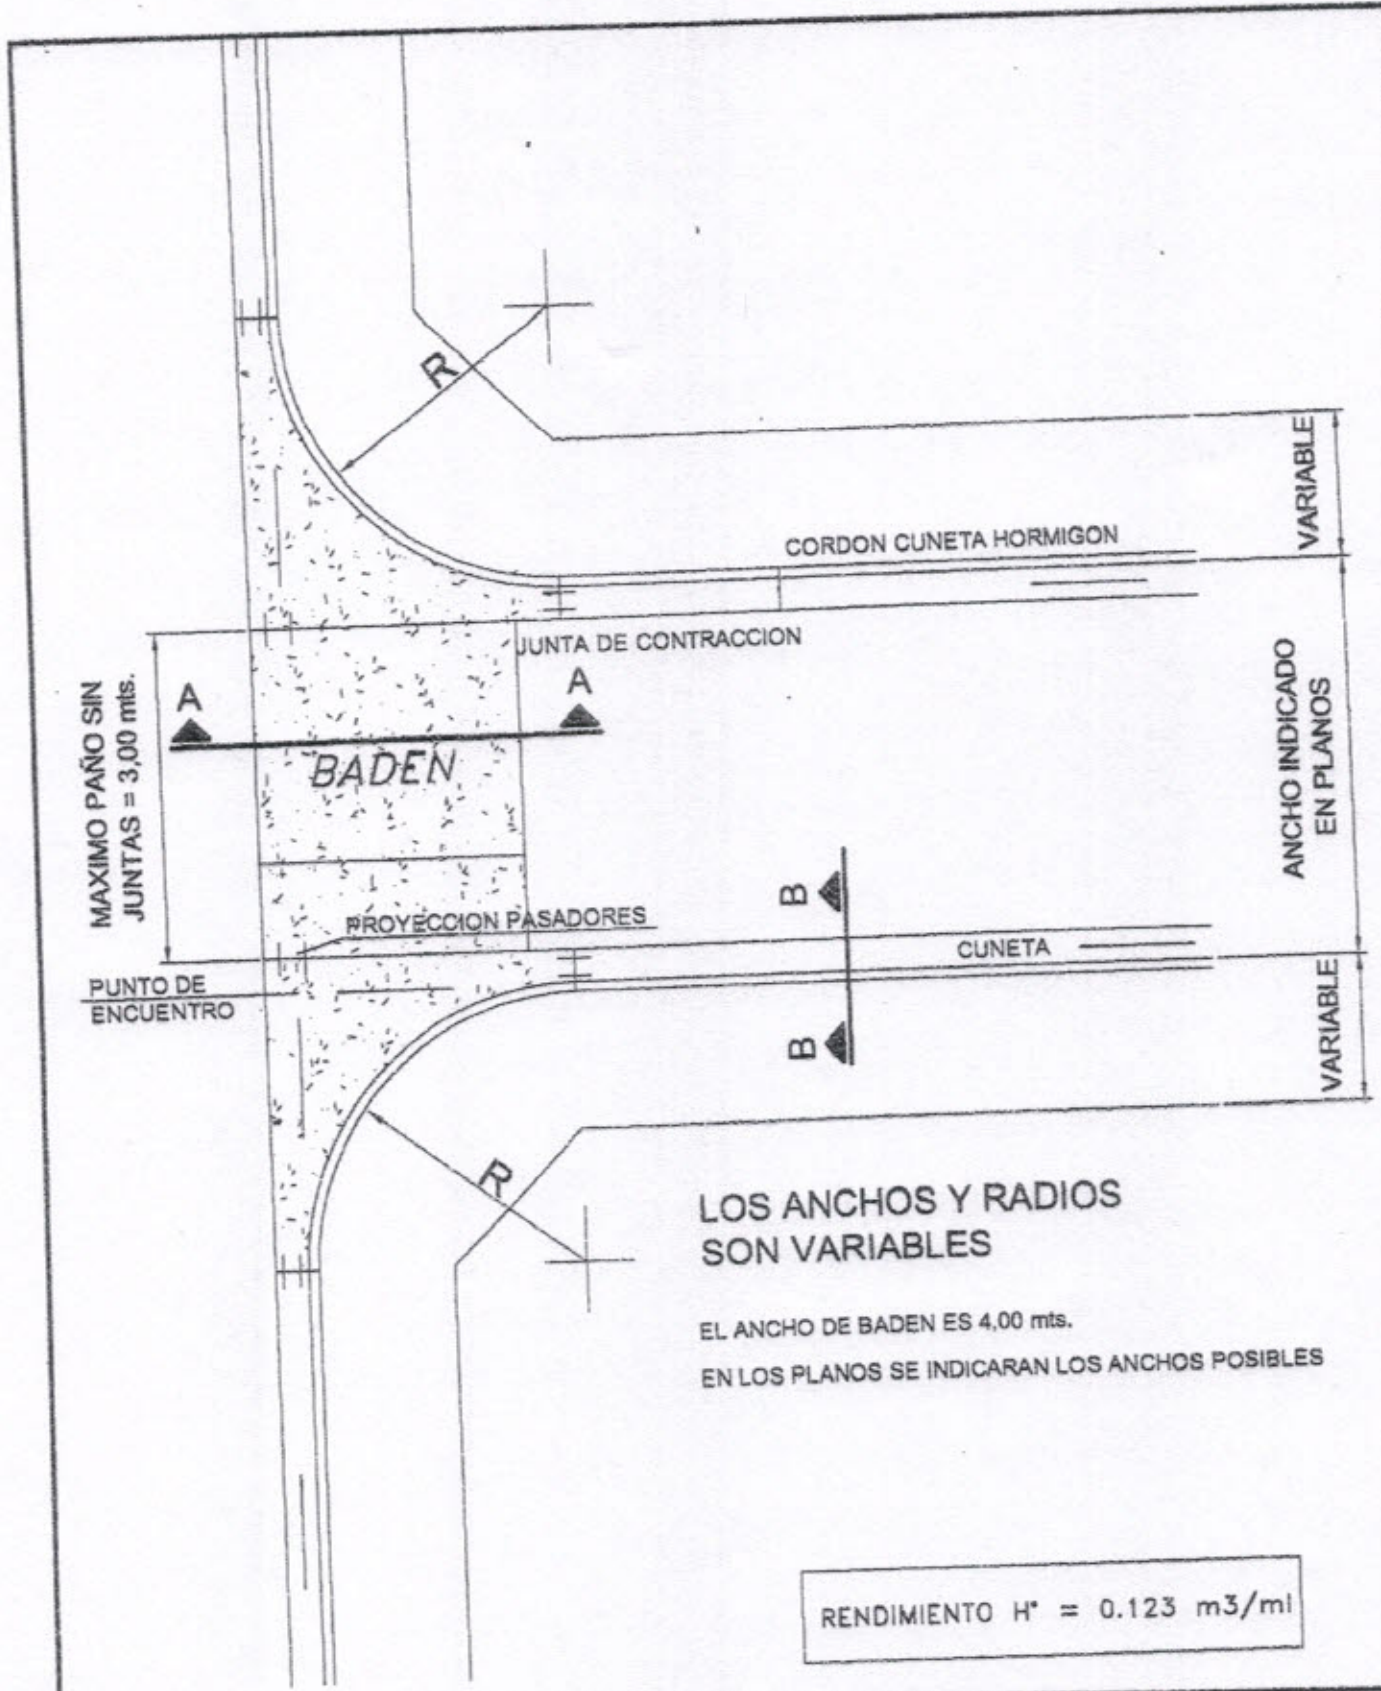 R
VARIABLE
CORDON CUNETA HORMIGON
JUNTA DE CONTRACCION
MAXIMO PAÑO SIN
JUNTAS = 3,00 mts.
A
A
BADEN
ANCHO INDICADO
EN PLANOS
B
PROYECCION PASADORES
CUNETA
PUNTO DE
ENCUENTRO
B
VARIABLE
R
LOS ANCHOS Y RADIOS
SON VARIABLES
EL ANCHO DE BADEN ES 4,00 mts.
EN LOS PLANOS SE INDICARAN LOS ANCHOS POSIBLES
RENDIMIENTO H° = 0.123 m3/ml